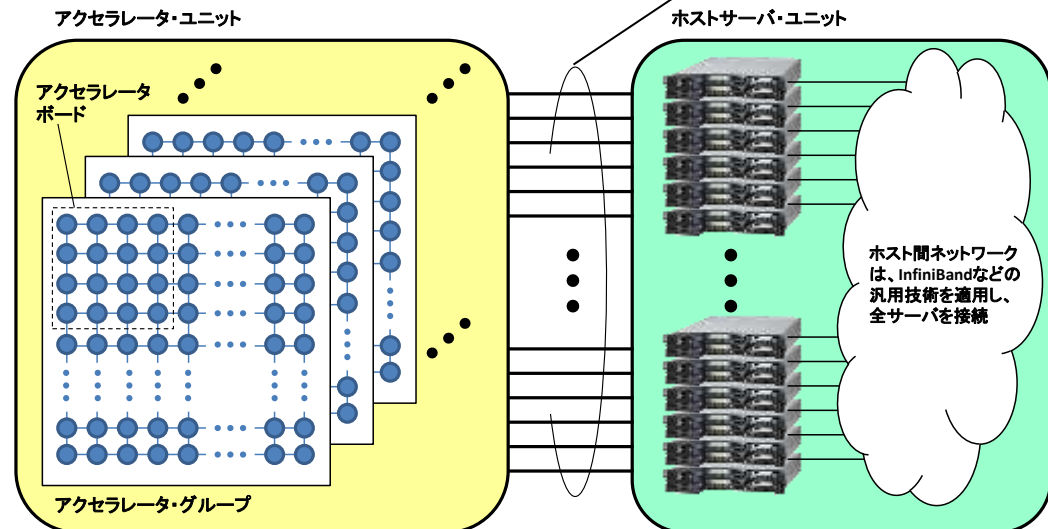 アクセラレータ・ユニット
ホストサーバ・ユニット
アクセラレータ
ボード
ホスト間ネットワーク
は、InfiniBandなどの
汎用技術を適用し、
全サーバを接続
アクセラレータ・グループ